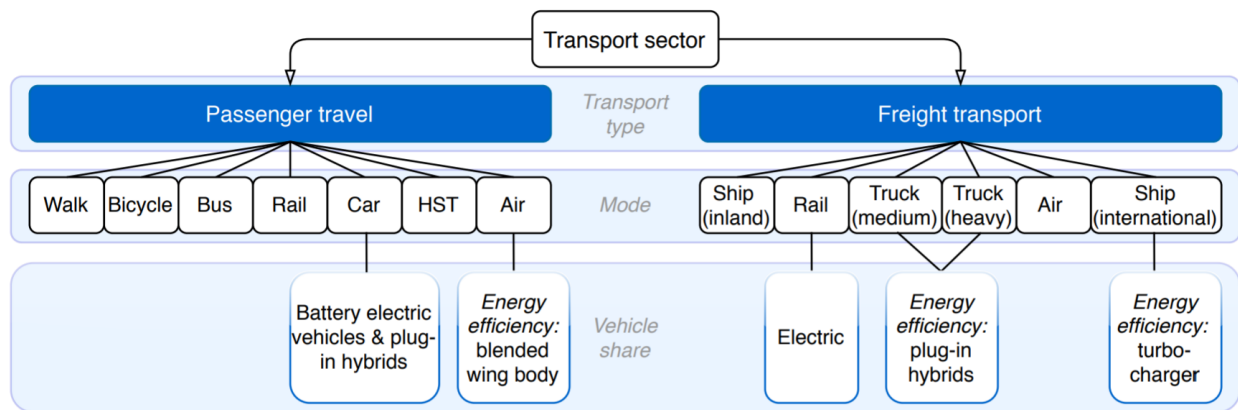 Transport sector
Passenger travel
Transport
type
Freight transport
Walk
Bicycle
Bus
Rail
Car
HST
Air
Mode
Ship
(inland)
Rail
Truck
(medium)
Truck
(heavy)
Air
Ship
(international)
Battery electric
vehicles & plug-
in hybrids
Energy
efficiency:
blended
wing body
Vehicle
share
Electric
Energy
efficiency:
plug-in
hybrids
Energy
efficiency:
turbo-
charger